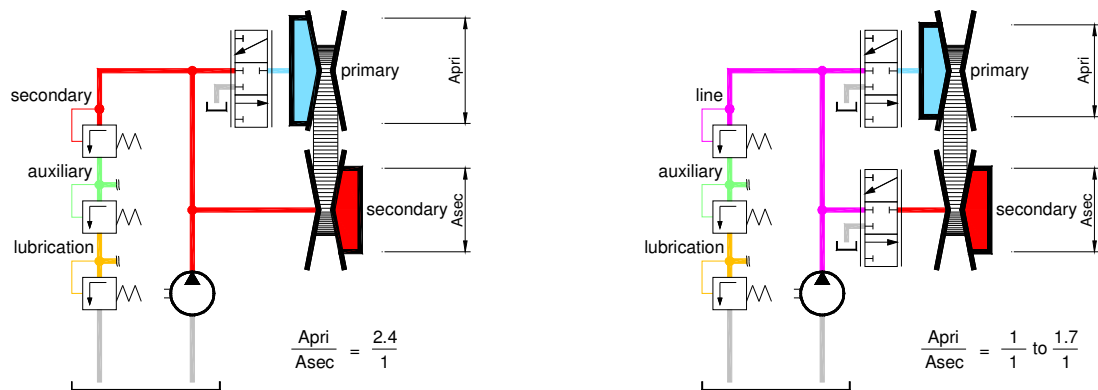 primary
Apri
secondary
auxiliary
secondary
Asec
lubrication
Apri
Asec
=
2.4
1
primary
Apri
line
auxiliary
secondary
Asec
lubrication
Apri
Asec
=
1
1
to
1.7
1